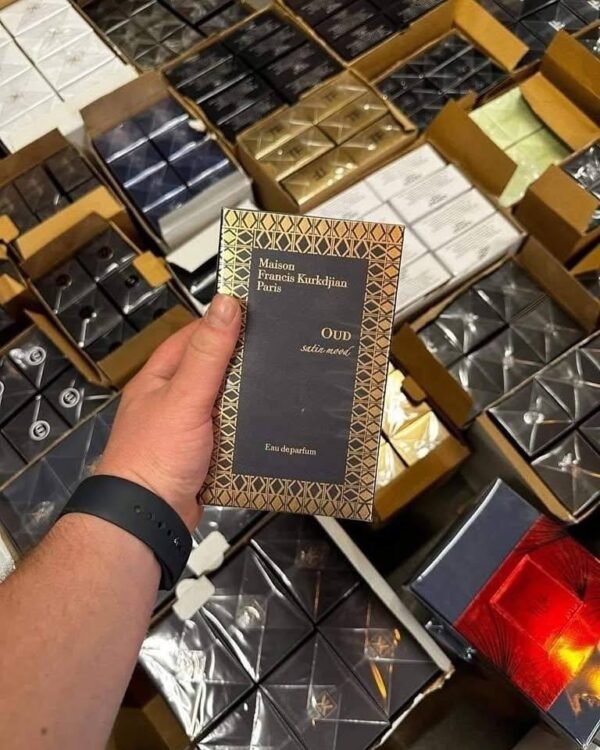 Maison
Francis Kurkdjian
Paris
OUD
satin mood
Eau de parfum